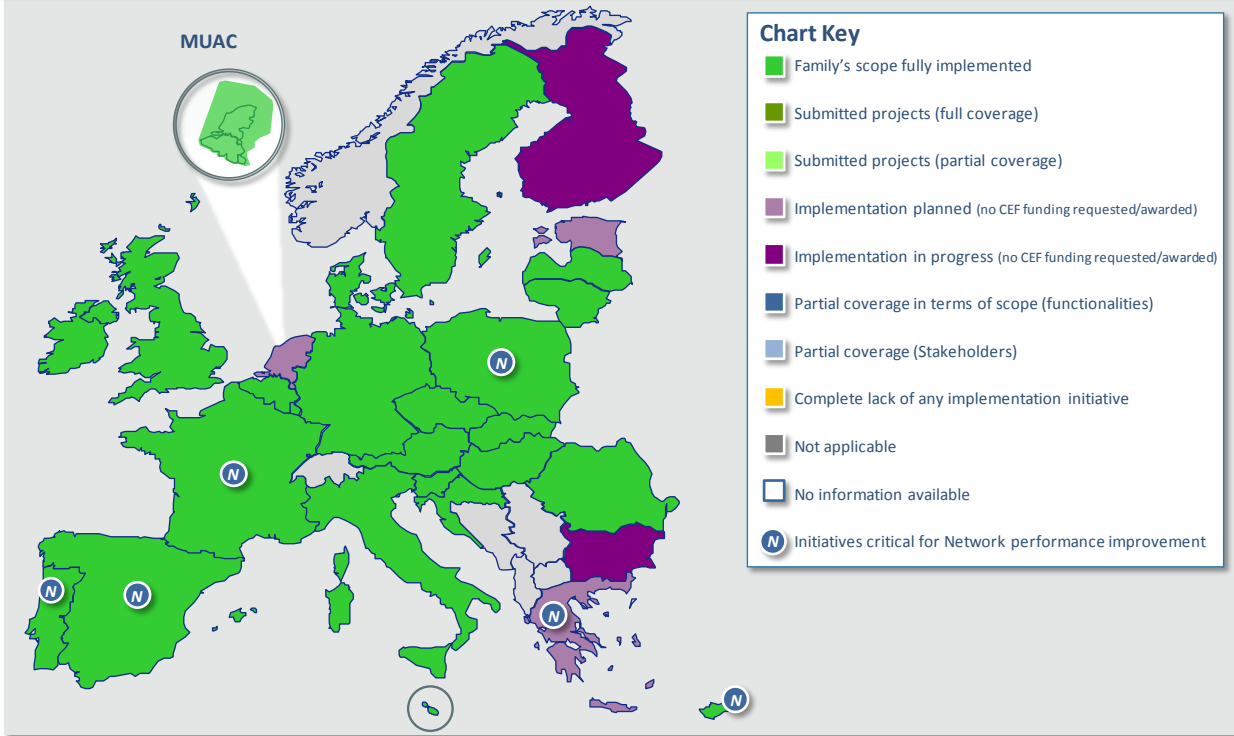 MUAC
Chart Key
Family's scope fully implemented
Submitted projects (full coverage)
Submitted projects (partial coverage)
Implementation planned (no CEF funding requested/awarded)
Implementation in progress (no CEF funding requested/awarded)
Partial coverage in terms of scope (functionalities)
Partial coverage (Stakeholders)
Complete lack of any implementation initiative
Not applicable
No information available
N Initiatives critical for Network performance improvement
N
N
N
N
N
N